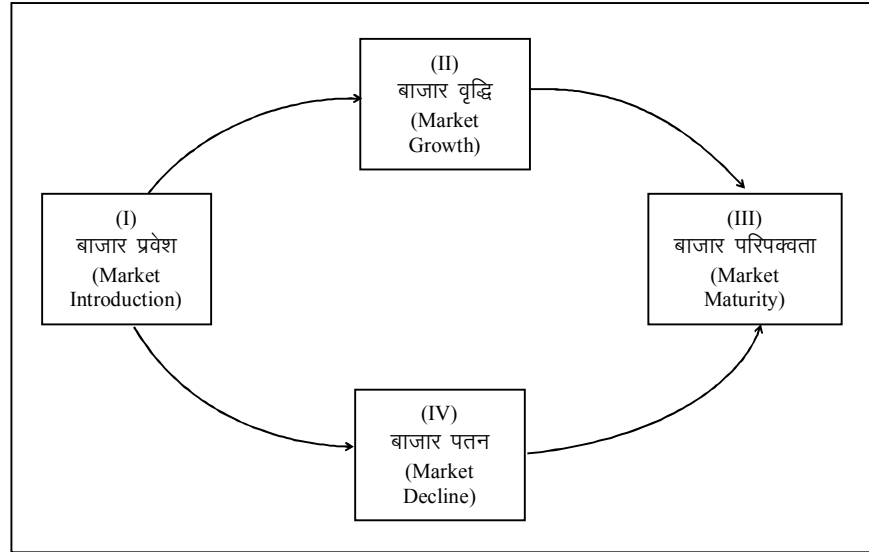 (I)
बाजार प्रवेश
(Market
Introduction)
(II)
बाजार वृद्धि
(Market
Growth)
(III)
बाजार परिपक्वता
(Market
Maturity)
(IV)
बाजार पतन
(Market
Decline)